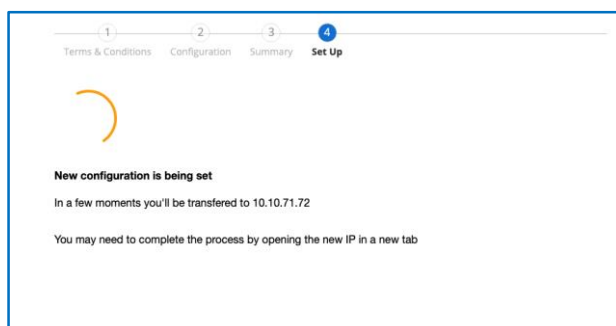 1 2 3 4
Terms & Conditions Configuration Summary Set Up
New configuration is being set
In a few moments you'll be transfered to 10.10.71.72
You may need to complete the process by opening the new IP in a new tab